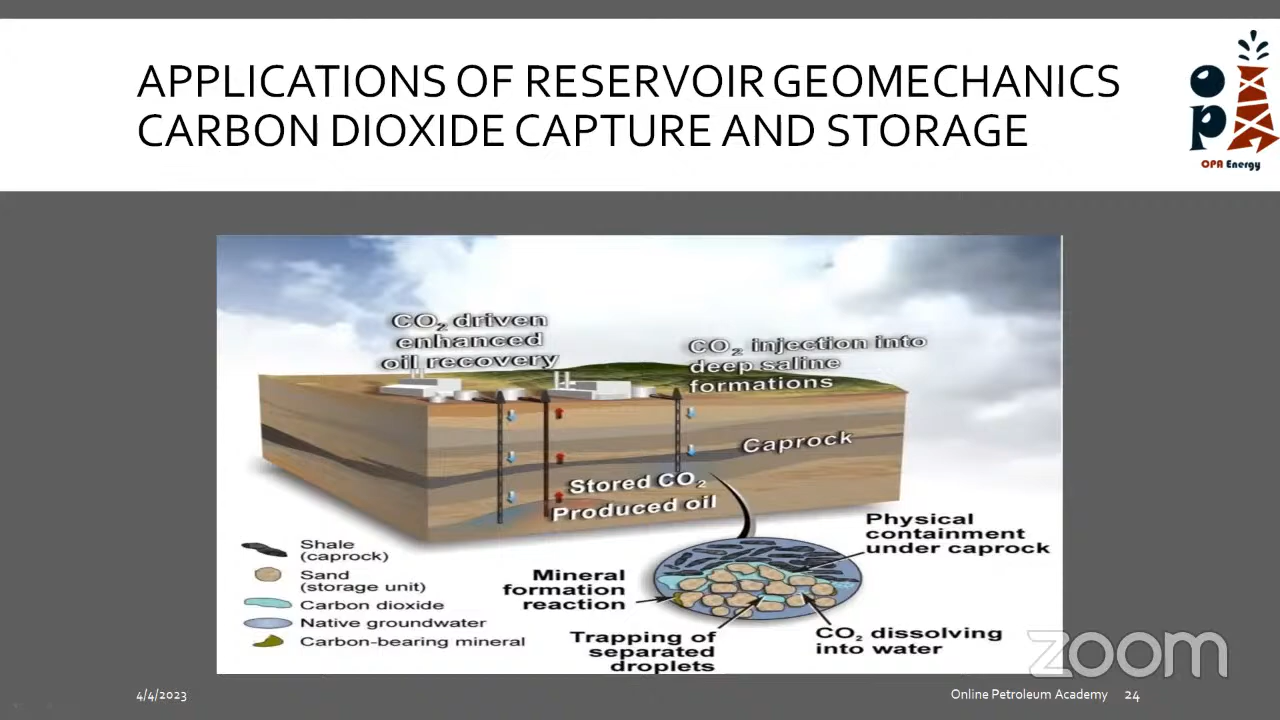 APPLICATIONS OF RESERVOIR GEOMECHANICS
CARBON DIOXIDE CAPTURE AND STORAGE
o
p
OPA Energy
CO₂ driven
enhanced
oil recovery
CO₂ injection into
deep saline
formations
Caprock
Stored CO₂
Produced oil
Shale
(caprock)
Sand
(storage unit)
Carbon dioxide
Native groundwater
Carbon-bearing mineral
Physical
containment
under caprock
Mineral
formation
reaction
Trapping of
separated
droplets
CO₂ dissolving
into water
zoom
4/4/2023
Online Petroleum Academy 24